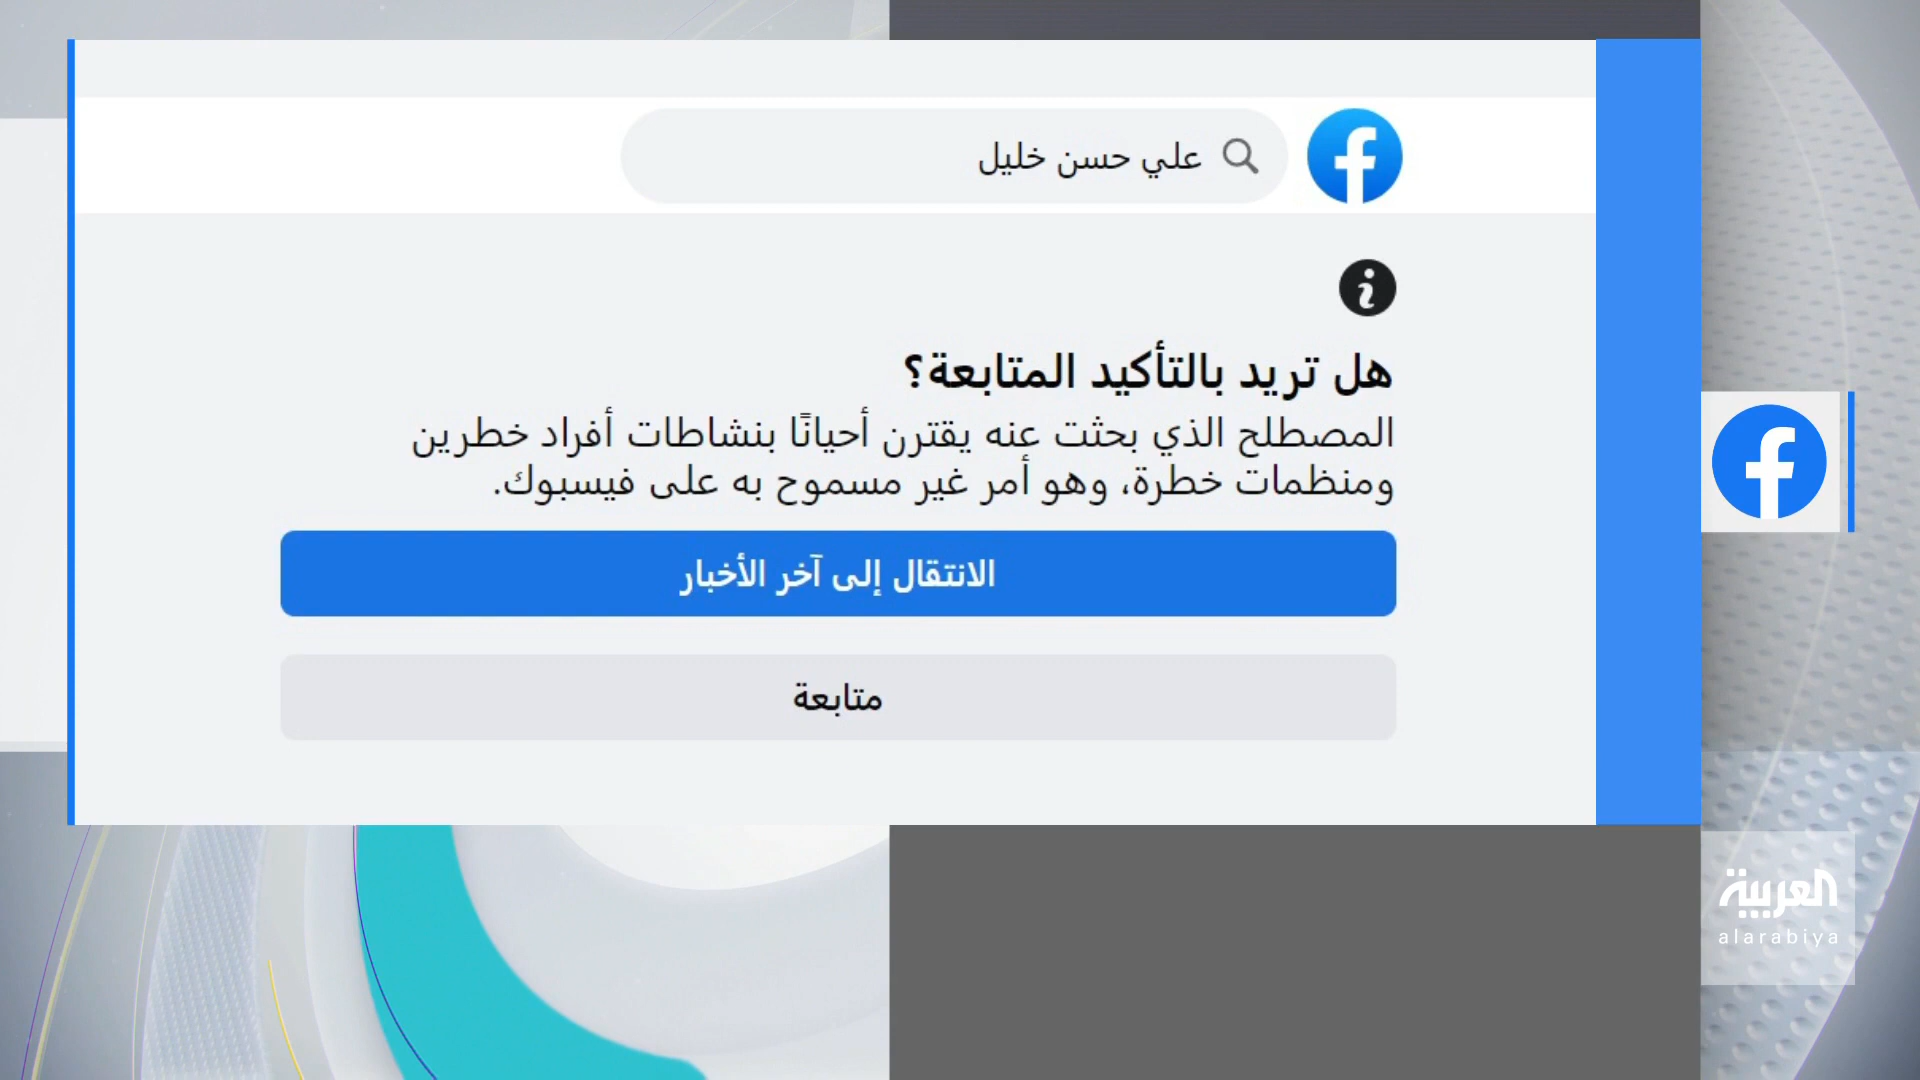 علي حسن خليل
هل تريد بالتأكيد المتابعة؟
المصطلح الذي بحثت عنه يقترن أحيانًا بنشاطات أفراد خطرين
ومنظمات خطرة، وهو أمر غير مسموح به على فيسبوك.
الانتقال إلى آخر الأخبار
متابعة
العربية
alarabiya